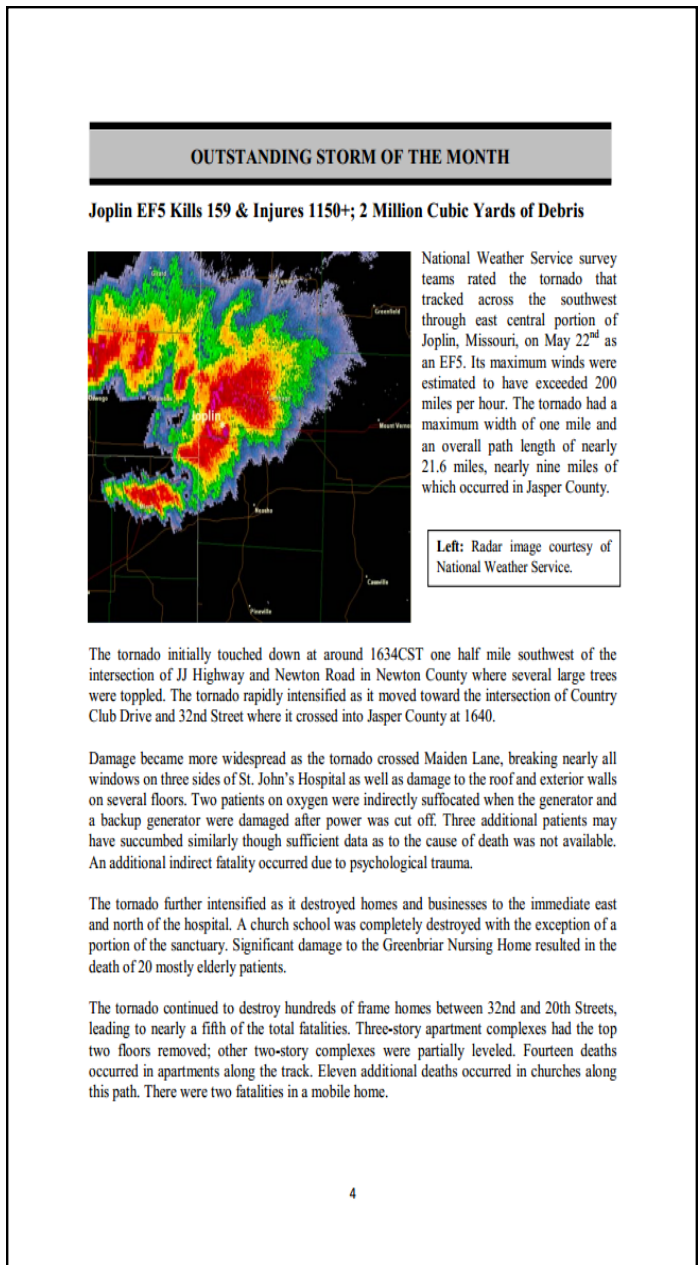 OUTSTANDING STORM OF THE MONTH
Joplin EF5 Kills 159 & Injures 1150+; 2 Million Cubic Yards of Debris
Greenfield
Joplin
Mount Verno
Neosho
Cassville
Pineville
National Weather Service survey
teams rated the tornado that
tracked across the southwest
through east central portion of
Joplin, Missouri, on May 22nd as
an EF5. Its maximum winds were
estimated to have exceeded 200
miles per hour. The tornado had a
maximum width of one mile and
an overall path length of nearly
21.6 miles, nearly nine miles of
which occurred in Jasper County.
Left: Radar image courtesy of
National Weather Service.
The tornado initially touched down at around 1634CST one half mile southwest of the
intersection of JJ Highway and Newton Road in Newton County where several large trees
were toppled. The tornado rapidly intensified as it moved toward the intersection of Country
Club Drive and 32nd Street where it crossed into Jasper County at 1640.
Damage became more widespread as the tornado crossed Maiden Lane, breaking nearly all
windows on three sides of St. John's Hospital as well as damage to the roof and exterior walls
on several floors. Two patients on oxygen were indirectly suffocated when the generator and
a backup generator were damaged after power was cut off. Three additional patients may
have succumbed similarly though sufficient data as to the cause of death was not available.
An additional indirect fatality occurred due to psychological trauma.
The tornado further intensified as it destroyed homes and businesses to the immediate east
and north of the hospital. A church school was completely destroyed with the exception of a
portion of the sanctuary. Significant damage to the Greenbriar Nursing Home resulted in the
death of 20 mostly elderly patients.
The tornado continued to destroy hundreds of frame homes between 32nd and 20th Streets,
leading to nearly a fifth of the total fatalities. Three-story apartment complexes had the top
two floors removed; other two-story complexes were partially leveled. Fourteen deaths
occurred in apartments along the track. Eleven additional deaths occurred in churches along
this path. There were two fatalities in a mobile home.
4